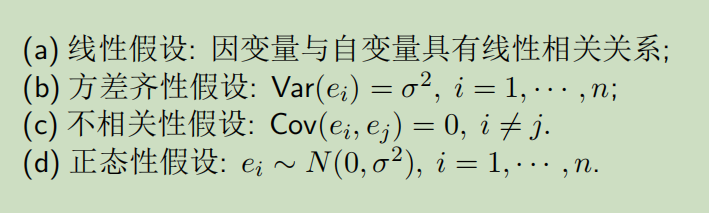 (a) 线性假设: 因变量与自变量具有线性相关关系;
(b) 方差齐性假设: Var(eᵢ) = σ², i = 1, ⋯ , n;
(c) 不相关性假设: Cov(eᵢ, eⱼ) = 0, i ≠ j.
(d) 正态性假设: eᵢ ∼ N(0, σ²), i = 1, ⋯ , n.